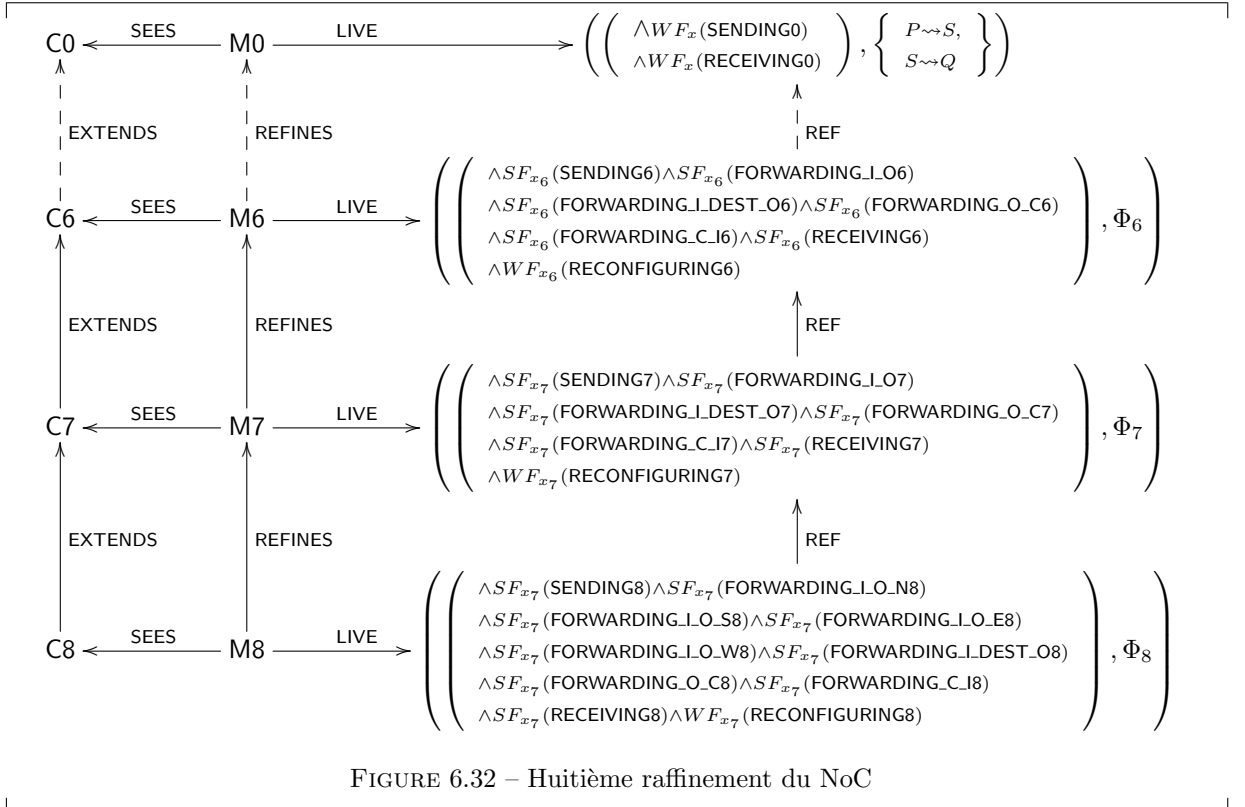 C0 SEES M0 LIVE ( ( ∧WF_x(SENDING0) ∧WF_x(RECEIVING0) ) , { P⇝S, S⇝Q } )
EXTENDS REFINES REF
∧SF_{x_6}(SENDING6)∧SF_{x_6}(FORWARDING_I_O6)
∧SF_{x_6}(FORWARDING_I_DEST_O6)∧SF_{x_6}(FORWARDING_O_C6)
C6 SEES M6 LIVE , Φ_6
∧SF_{x_6}(FORWARDING_C_I6)∧SF_{x_6}(RECEIVING6)
∧WF_{x_6}(RECONFIGURING6)
EXTENDS REFINES REF
∧SF_{x_7}(SENDING7)∧SF_{x_7}(FORWARDING_I_O7)
∧SF_{x_7}(FORWARDING_I_DEST_O7)∧SF_{x_7}(FORWARDING_O_C7)
C7 SEES M7 LIVE , Φ_7
∧SF_{x_7}(FORWARDING_C_I7)∧SF_{x_7}(RECEIVING7)
∧WF_{x_7}(RECONFIGURING7)
EXTENDS REFINES REF
∧SF_{x_7}(SENDING8)∧SF_{x_7}(FORWARDING_I_O_N8)
∧SF_{x_7}(FORWARDING_I_O_S8)∧SF_{x_7}(FORWARDING_I_O_E8)
C8 SEES M8 LIVE ∧SF_{x_7}(FORWARDING_I_O_W8)∧SF_{x_7}(FORWARDING_I_DEST_O8) , Φ_8
∧SF_{x_7}(FORWARDING_O_C8)∧SF_{x_7}(FORWARDING_C_I8)
∧SF_{x_7}(RECEIVING8)∧WF_{x_7}(RECONFIGURING8)
FIGURE 6.32 – Huitième raffinement du NoC